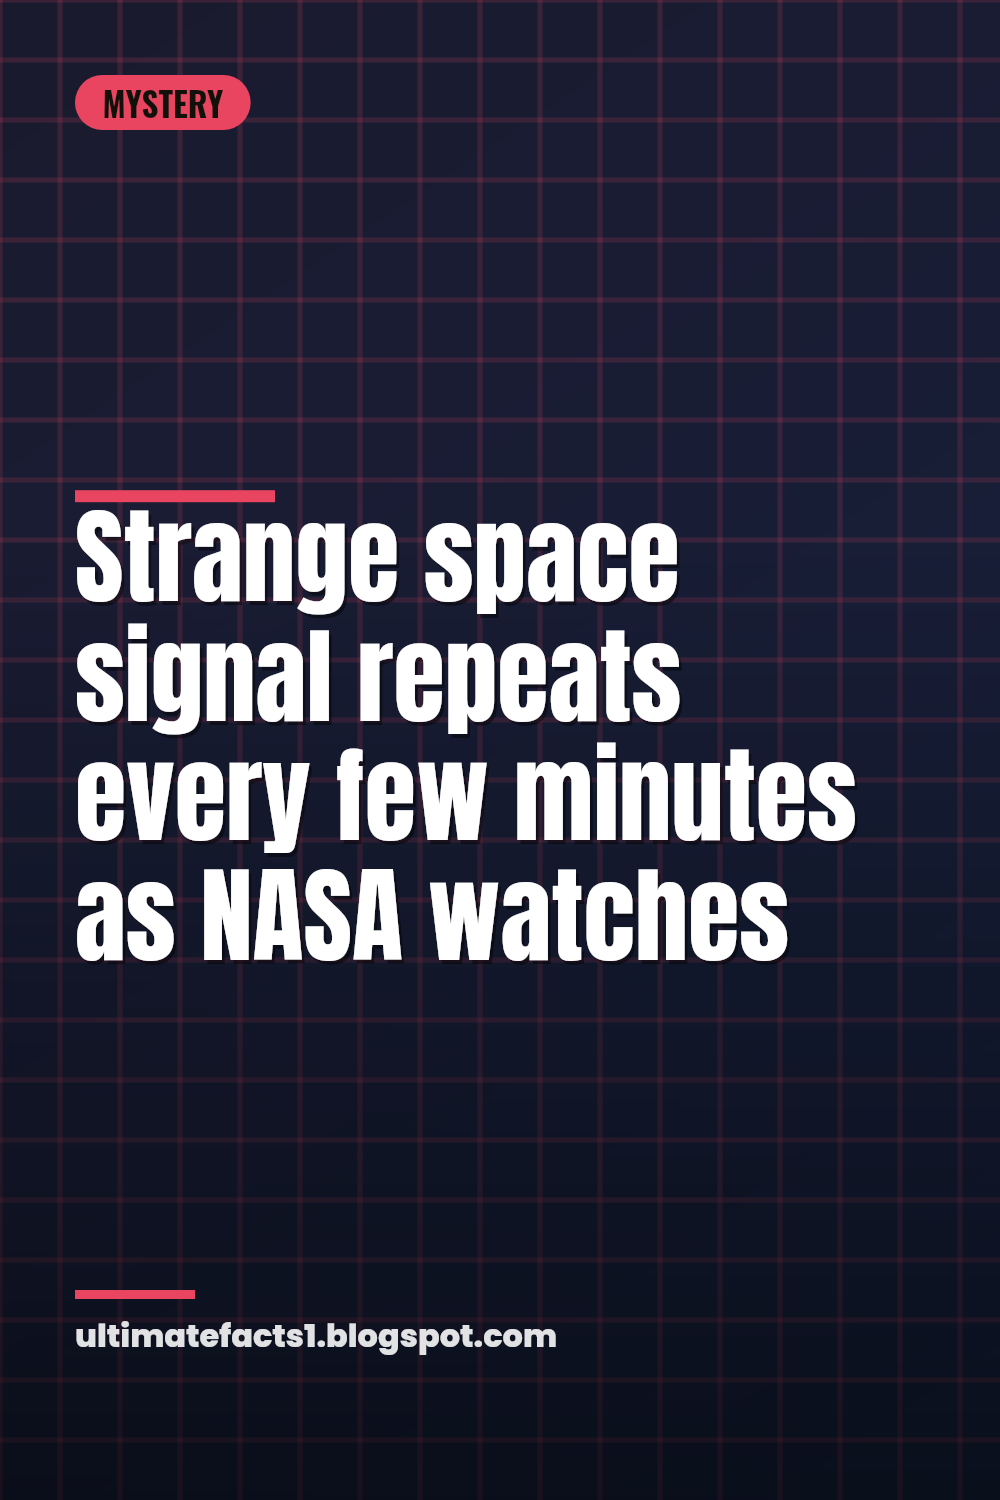 MYSTERY
Strange space
signal repeats
every few minutes
as NASA watches
ultimatefacts1.blogspot.com